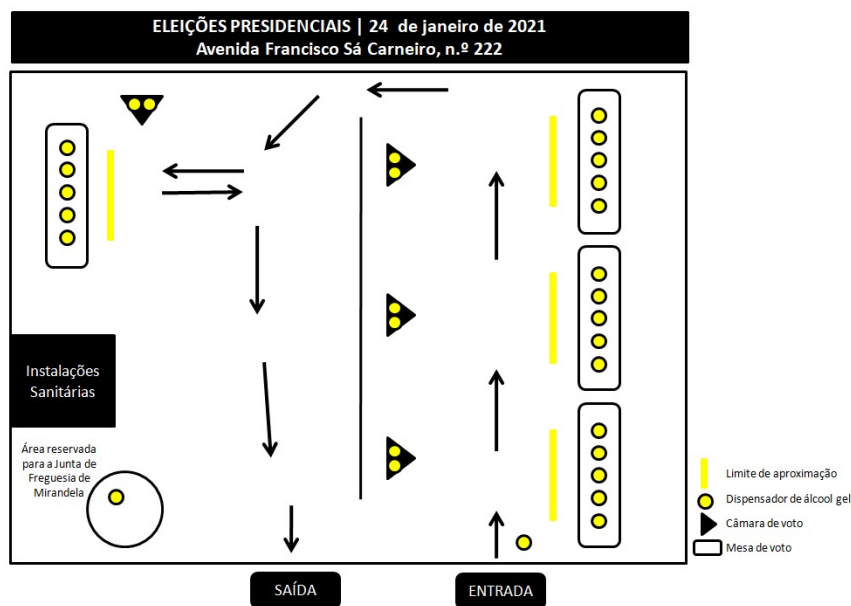 ELEIÇÕES PRESIDENCIAIS | 24 de janeiro de 2021
Avenida Francisco Sá Carneiro, n.º 222
Instalações
Sanitárias
Área reservada
para a Junta de
Freguesia de
Mirandela
Limite de aproximação
Dispensador de álcool gel
Câmara de voto
Mesa de voto
SAÍDA
ENTRADA